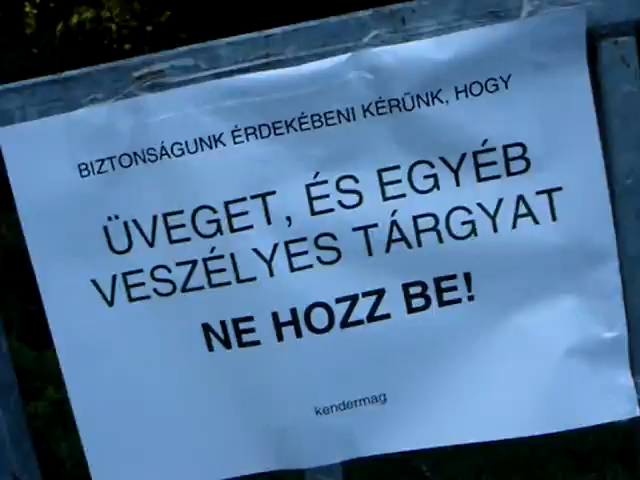 BIZTONSÁGUNK ÉRDEKÉBENI KÉRÜNK, HOGY
ÜVEGET, ÉS EGYÉB
VESZÉLYES TÁRGYAT
NE HOZZ BE!
kendermag